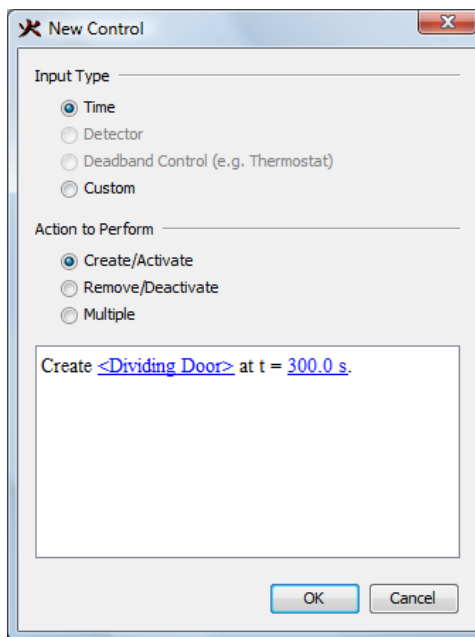 New Control
Input Type
Time
Detector
Deadband Control (e.g. Thermostat)
Custom
Action to Perform
Create/Activate
Remove/Deactivate
Multiple
Create <Dividing Door> at t = 300.0 s.
OK Cancel